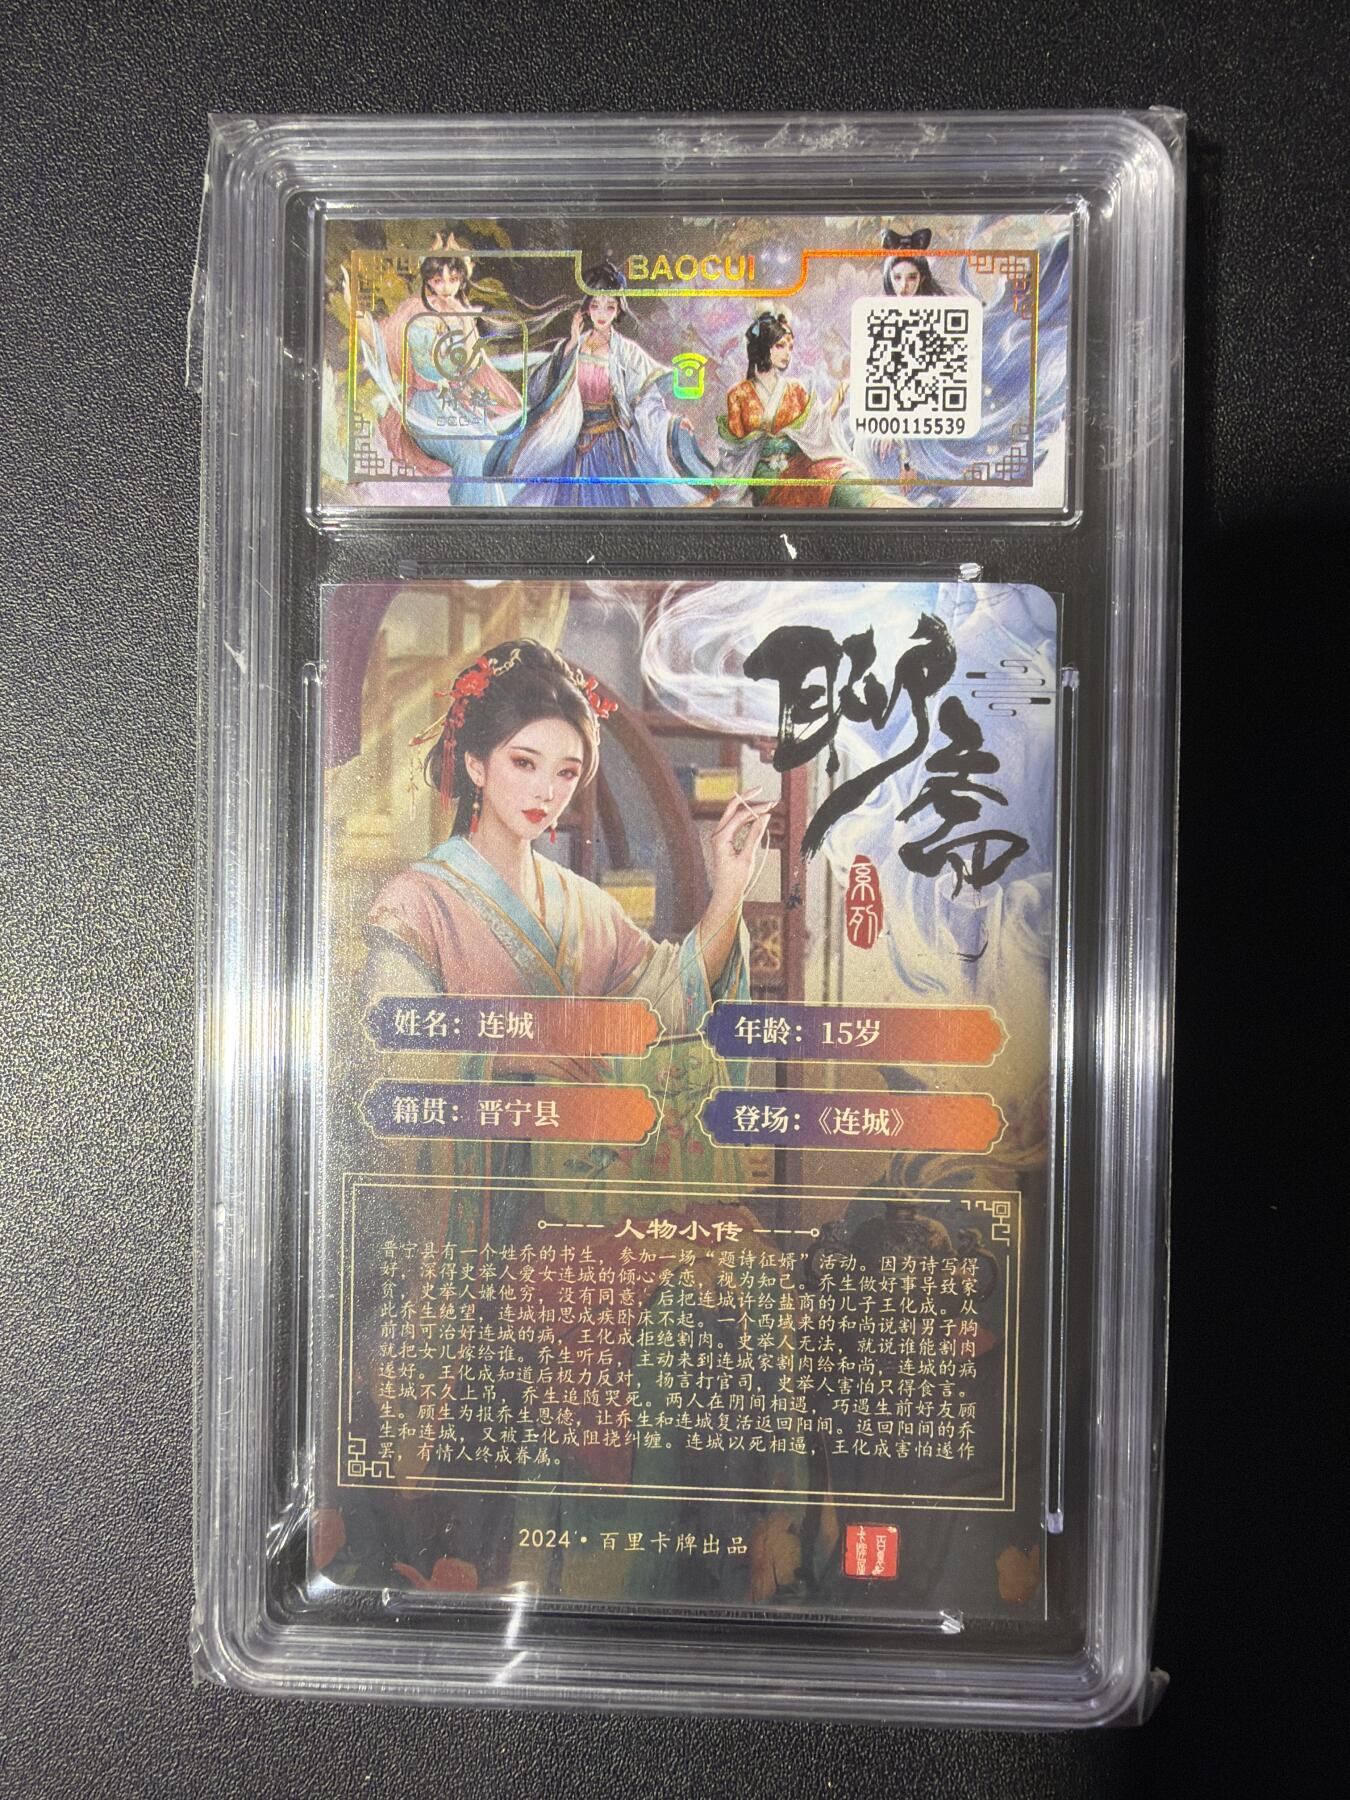 BAOCUI
H000115539
聊斋
系列
姓名：连城
年龄：15岁
籍贯：晋宁县
登场：《连城》
人物小传
晋宁县有一个姓乔的书生，参加一场“题诗征婿”活动。因为诗写得
好，深得史举人爱女连城的倾心爱恋，视为知己。乔生做好事导致家
贫，史举人嫌他穷，没有同意，后把连城许给盐商的儿子王化成。从
此乔生绝望，连城相思成疾卧床不起。一个西域来的和尚说割男子胸
前肉可治好连城的病，王化成拒绝割肉。史举人无法，就说谁能割肉
就把女儿嫁给谁。乔生听后，主动来到连城家割肉给和尚，连城的病
遂好。王化成知道后极力反对，扬言打官司，史举人害怕只得食言。
连城不久上吊，乔生追随哭死。两人在阴间相遇，巧遇生前好友顾
生。顾生为报乔生恩德，让乔生和连城复活返回阳间。返回阳间的乔
生和连城，又被王化成阻挠纠缠。连城以死相逼，王化成害怕遂作
罢，有情人终成眷属。
2024·百里卡牌出品